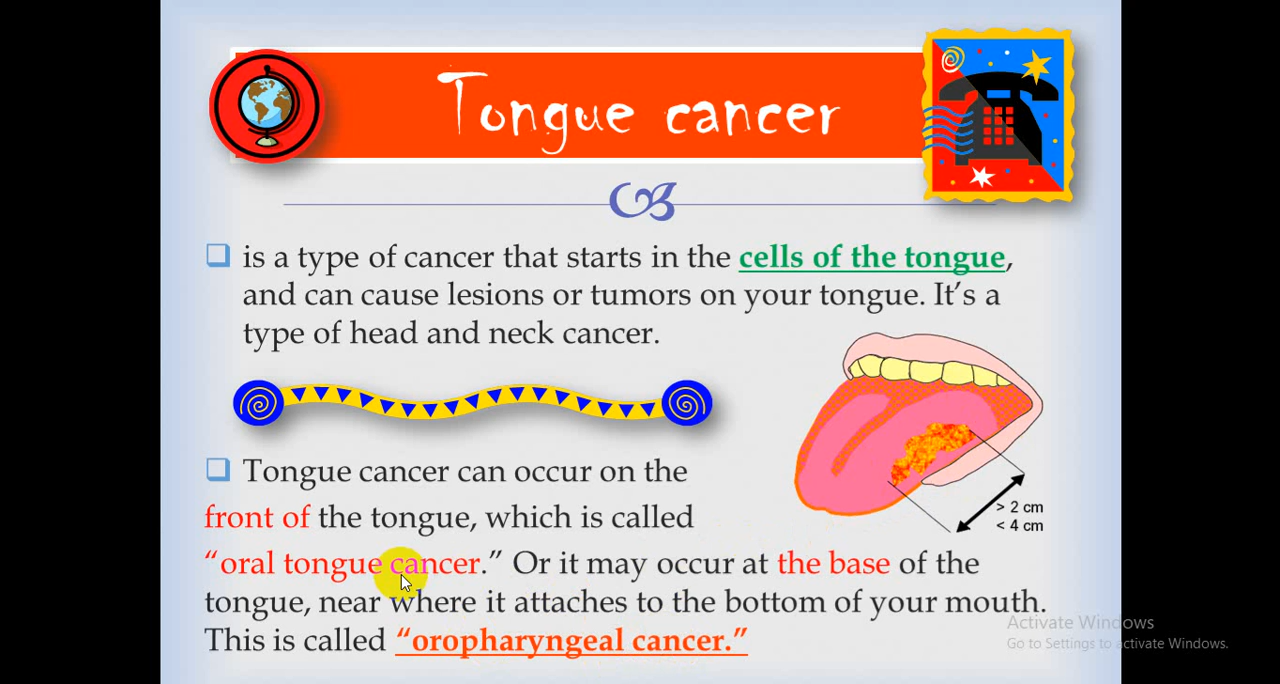 Tongue cancer
is a type of cancer that starts in the cells of the tongue,
and can cause lesions or tumors on your tongue. It’s a
type of head and neck cancer.
Tongue cancer can occur on the
front of the tongue, which is called
“oral tongue cancer.” Or it may occur at the base of the
tongue, near where it attaches to the bottom of your mouth.
This is called “oropharyngeal cancer.”
> 2 cm
< 4 cm
Activate Windows
Go to Settings to activate Windows.